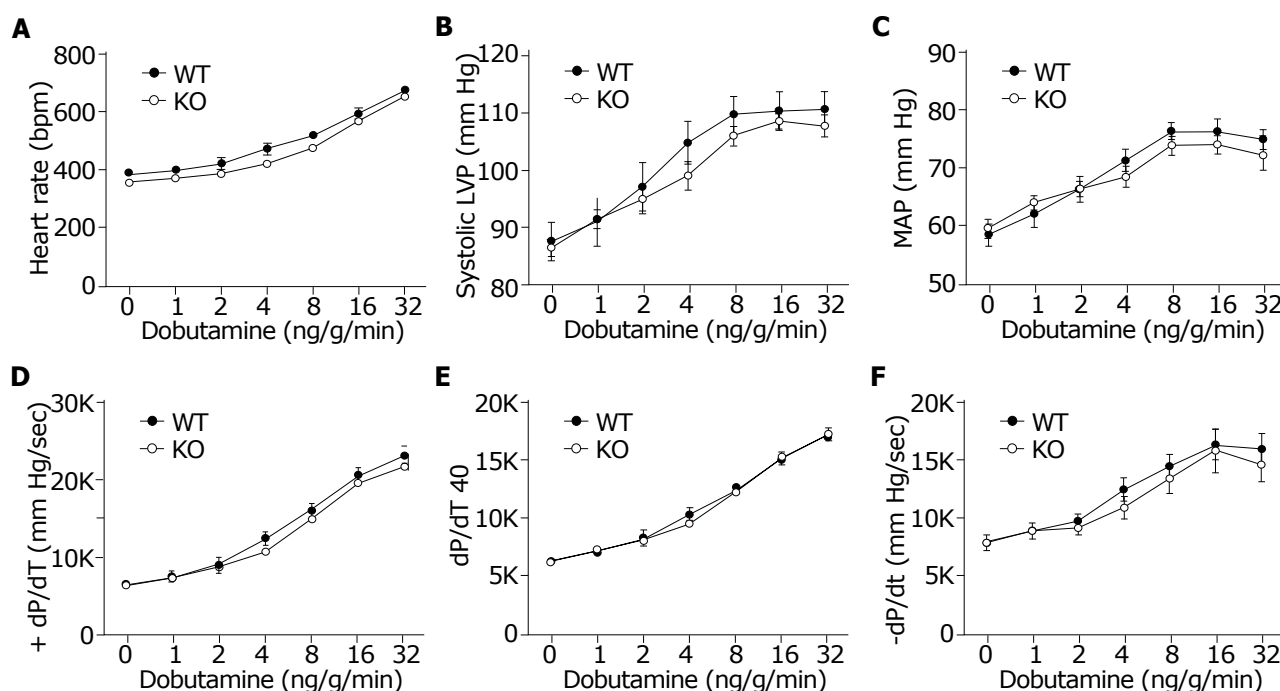 A
Heart rate (bpm)
800
600
400
200
0
WT
KO
0 1 2 4 8 16 32
Dobutamine (ng/g/min)
B
Systolic LVP (mm Hg)
120
110
100
90
80
WT
KO
0 1 2 4 8 16 32
Dobutamine (ng/g/min)
C
MAP (mm Hg)
90
80
70
60
50
WT
KO
0 1 2 4 8 16 32
Dobutamine (ng/g/min)
D
+ dP/dT (mm Hg/sec)
30K
20K
10K
0
WT
KO
0 1 2 4 8 16 32
Dobutamine (ng/g/min)
E
dP/dT 40
20K
15K
10K
5K
0
WT
KO
0 1 2 4 8 16 32
Dobutamine (ng/g/min)
F
-dP/dt (mm Hg/sec)
20K
15K
10K
5K
0
WT
KO
0 1 2 4 8 16 32
Dobutamine (ng/g/min)